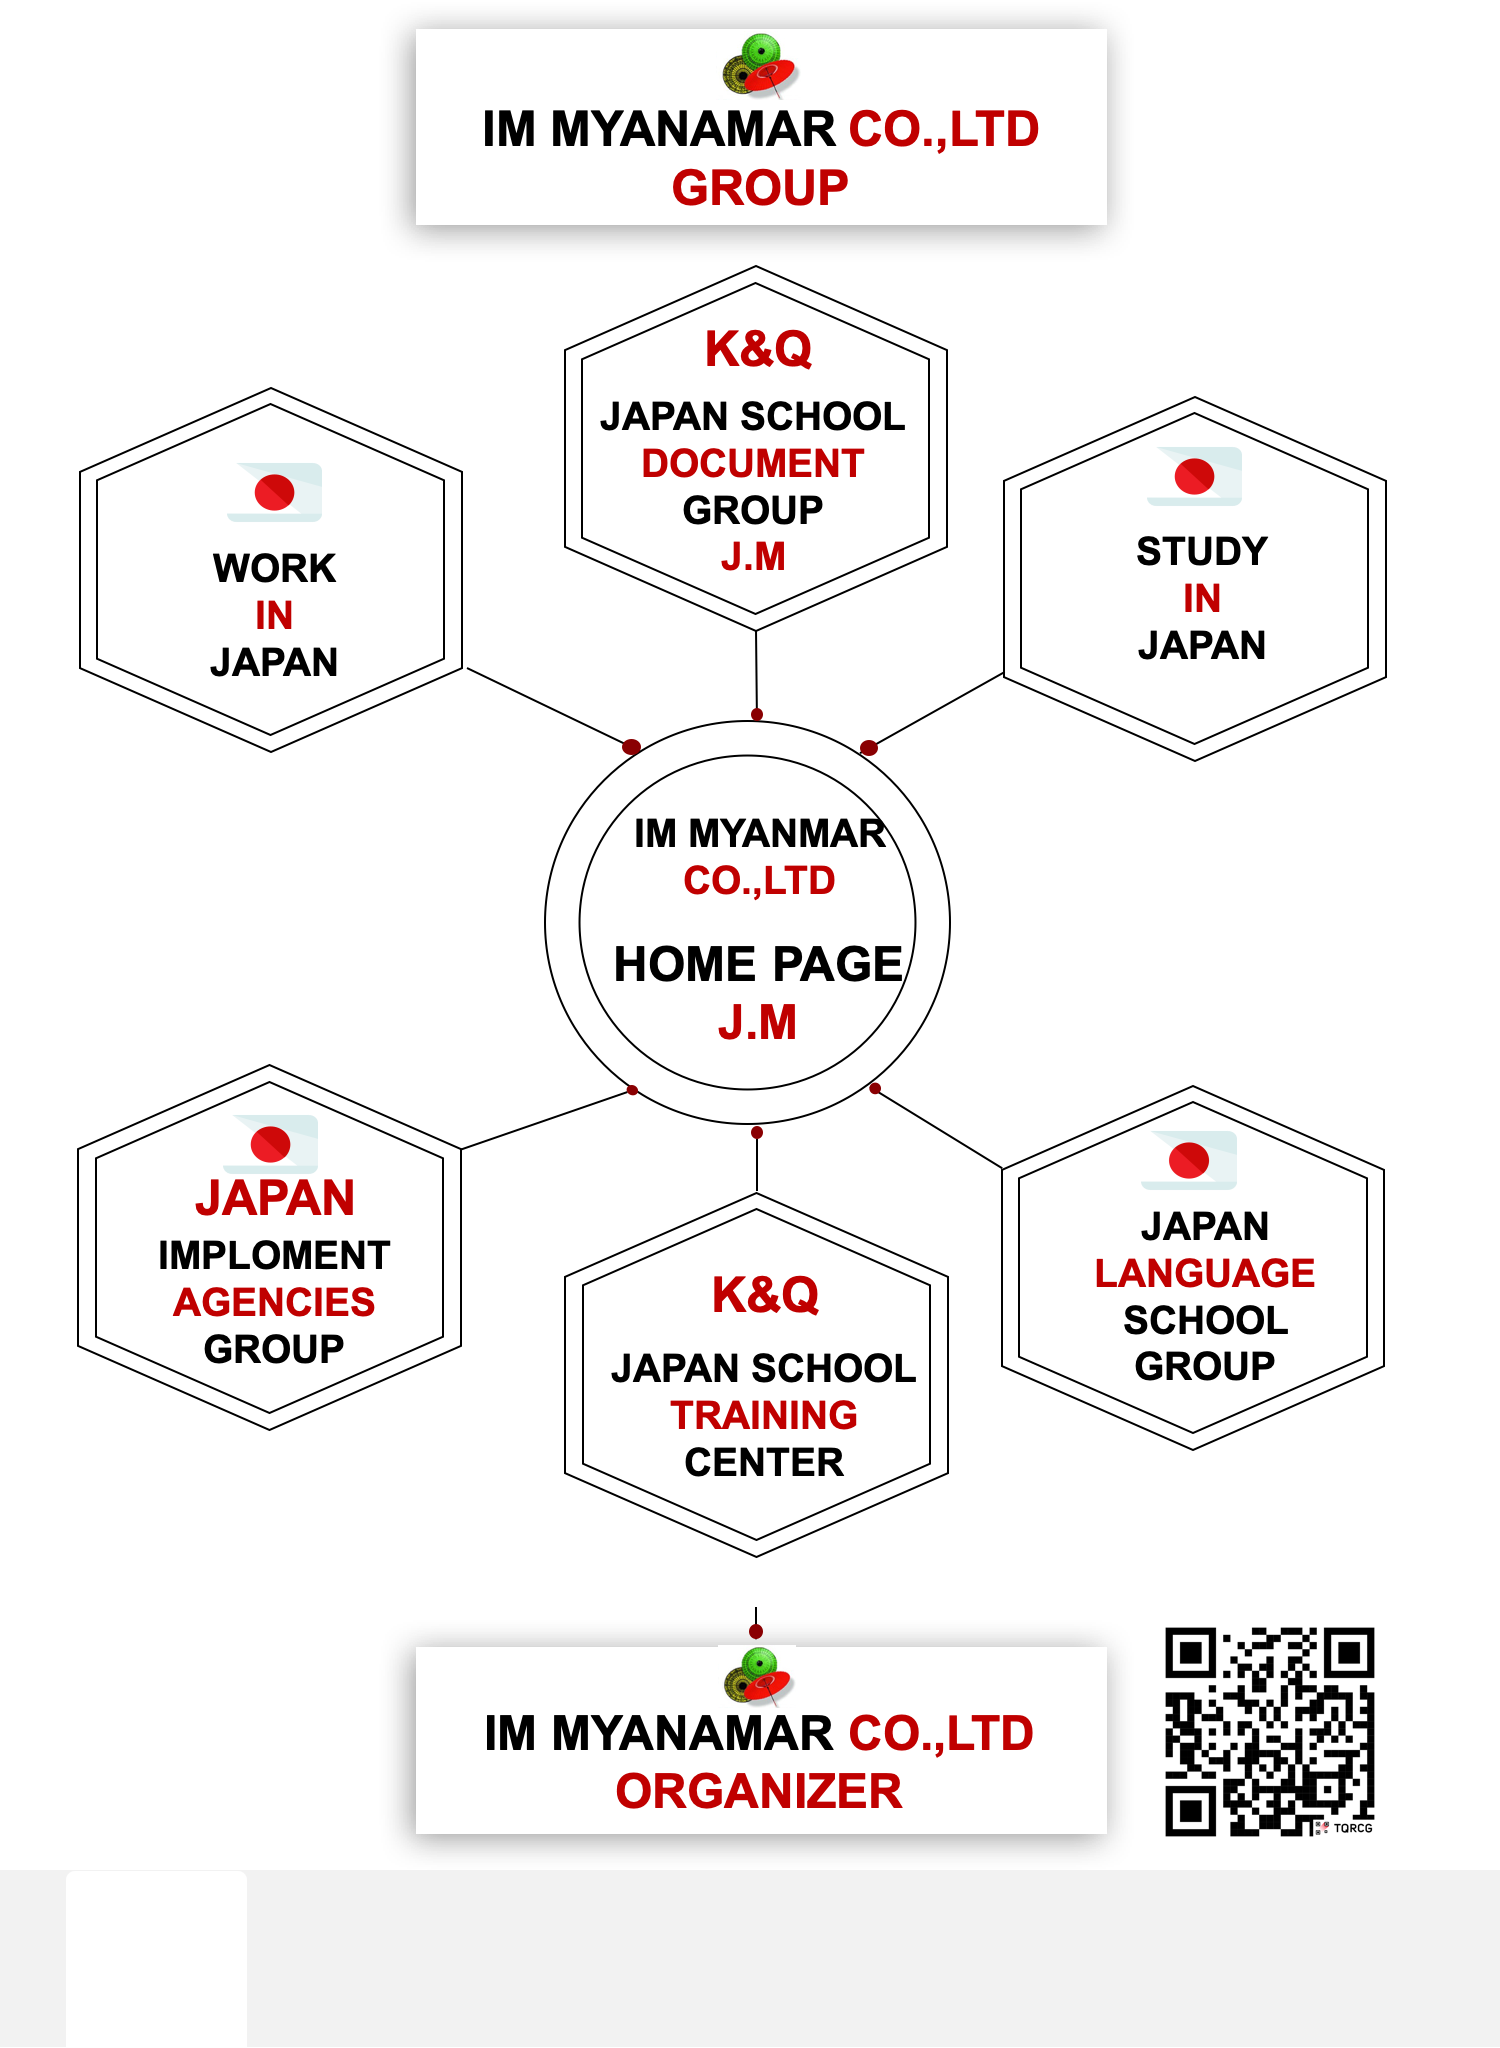 IM MYANAMAR CO.,LTD
GROUP
K&Q
JAPAN SCHOOL
DOCUMENT
GROUP
J.M
WORK
IN
JAPAN
STUDY
IN
JAPAN
IM MYANMAR
CO.,LTD
HOME PAGE
J.M
JAPAN
IMPLOMENT
AGENCIES
GROUP
K&Q
JAPAN SCHOOL
TRAINING
CENTER
JAPAN
LANGUAGE
SCHOOL
GROUP
IM MYANAMAR CO.,LTD
ORGANIZER
TQRCG